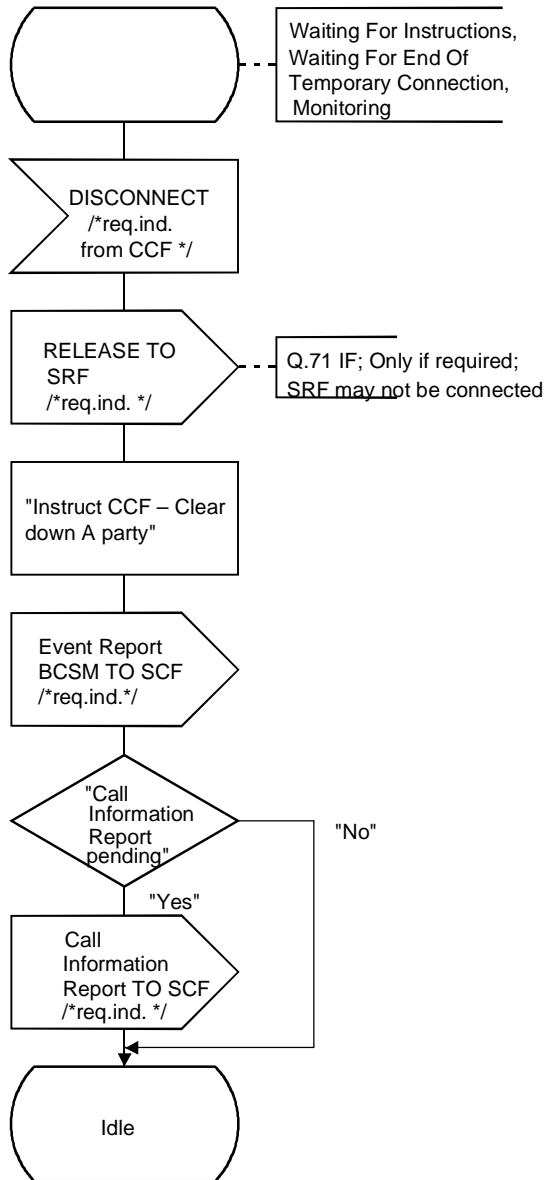 Waiting For Instructions,
Waiting For End Of
Temporary Connection,
Monitoring
DISCONNECT
/*req.ind.
from CCF */
RELEASE TO
SRF
/*req.ind. */
Q.71 IF; Only if required;
SRF may not be connected
"Instruct CCF – Clear
down A party"
Event Report
BCSM TO SCF
/*req.ind.*/
"Call
Information
Report
pending"
"No"
"Yes"
Call
Information
Report TO SCF
/*req.ind. */
Idle